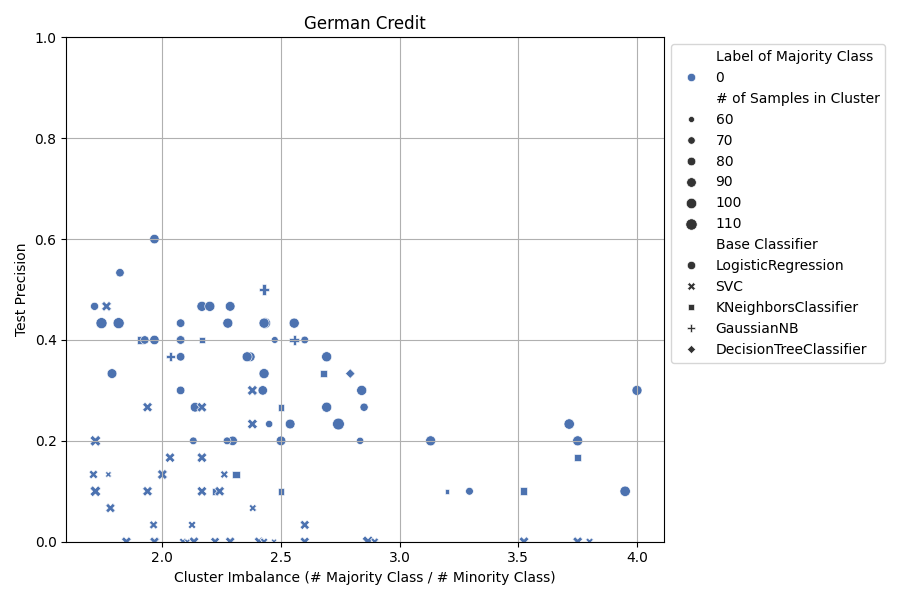 German Credit
1.0
0.8
0.6
0.4
0.2
0.0
Test Precision
2.0
2.5
3.0
3.5
4.0
Cluster Imbalance (# Majority Class / # Minority Class)
Label of Majority Class
0
# of Samples in Cluster
60
70
80
90
100
110
Base Classifier
LogisticRegression
SVC
KNeighborsClassifier
GaussianNB
DecisionTreeClassifier